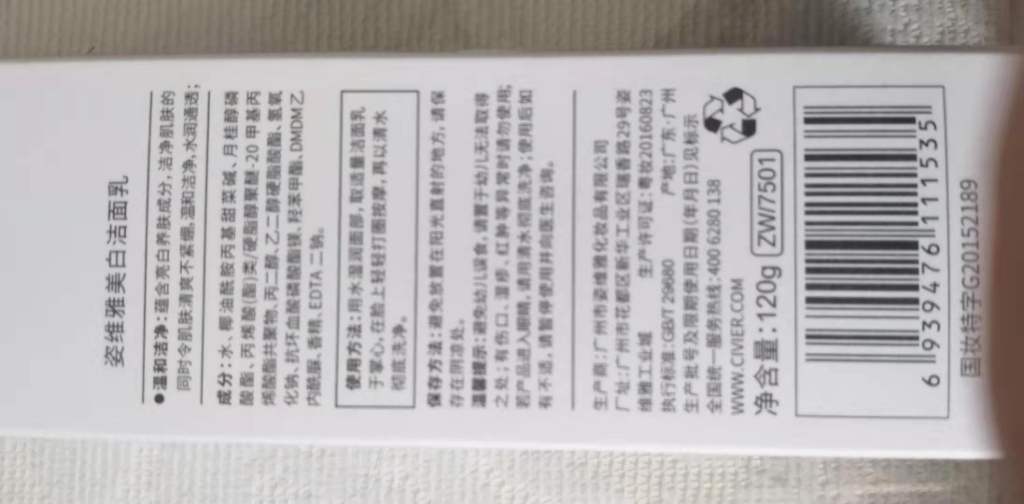 姿维雅美白洁面乳
●温和洁净:蕴含亮白养肤成分,洁净肌肤的
同时令肌肤清爽不紧绷,温和洁净,水润通透;
成分:水、椰油酰胺丙基甜菜碱、月桂醇磷
酸酯、丙烯酸(酯)类/硬脂醇聚醚-20 甲基丙
烯酸酯共聚物、丙二醇、乙二醇硬脂酸酯、氢氧
化钠、抗坏血酸磷酸酯镁、羟苯甲酯、DMDM乙
内酰脲、香精、EDTA 二钠。
使用方法:用水湿润面部,取适量洁面乳
于掌心,在脸上轻轻打圈按摩,再以清水
彻底洗净。
保存方法:避免放置在阳光直射的地方,请保
存在阴凉处。
温馨提示:避免幼儿误食,请置于幼儿无法取得
之处;有伤口、湿疹、红肿等异常时请勿使用;
若产品进入眼睛,请用清水彻底洗净;使用后如
有不适,请暂停使用并向医生咨询。
生产商:广州市姿维雅化妆品有限公司
厂址:广州市花都区新华工业区瑞香路29号姿
维雅工业城 生产许可证:粤妆20160823
执行标准:GB/T 29680 产地:广东·广州
生产批号及限期使用日期(年月日)见标示
全国统一服务热线:400 6280 138
WWW.CIVIER.COM
净含量:120g ZW/7501
6 939476 111535
国妆特字G20152189